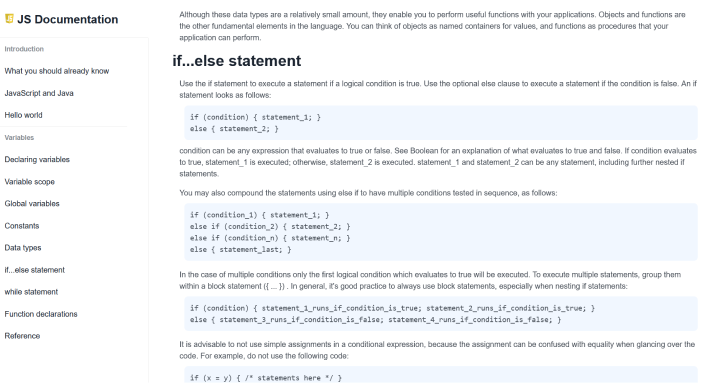 JS Documentation
Introduction
What you should already know
JavaScript and Java
Hello world
Variables
Declaring variables
Variable scope
Global variables
Constants
Data types
if...else statement
while statement
Function declarations
Reference
Although these data types are a relatively small amount, they enable you to perform useful functions with your applications. Objects and functions are
the other fundamental elements in the language. You can think of objects as named containers for values, and functions as procedures that your
application can perform.
if...else statement
Use the if statement to execute a statement if a logical condition is true. Use the optional else clause to execute a statement if the condition is false. An if
statement looks as follows:
if (condition) { statement_1; }
else { statement_2; }
condition can be any expression that evaluates to true or false. See Boolean for an explanation of what evaluates to true and false. If condition evaluates
to true, statement_1 is executed; otherwise, statement_2 is executed. statement_1 and statement_2 can be any statement, including further nested if
statements.
You may also compound the statements using else if to have multiple conditions tested in sequence, as follows:
if (condition_1) { statement_1; }
else if (condition_2) { statement_2; }
else if (condition_n) { statement_n; }
else { statement_last; }
In the case of multiple conditions only the first logical condition which evaluates to true will be executed. To execute multiple statements, group them
within a block statement ({ ... }) . In general, it's good practice to always use block statements, especially when nesting if statements:
if (condition) { statement_1_runs_if_condition_is_true; statement_2_runs_if_condition_is_true; }
else { statement_3_runs_if_condition_is_false; statement_4_runs_if_condition_is_false; }
It is advisable to not use simple assignments in a conditional expression, because the assignment can be confused with equality when glancing over the
code. For example, do not use the following code:
if (x = y) { /* statements here */ }